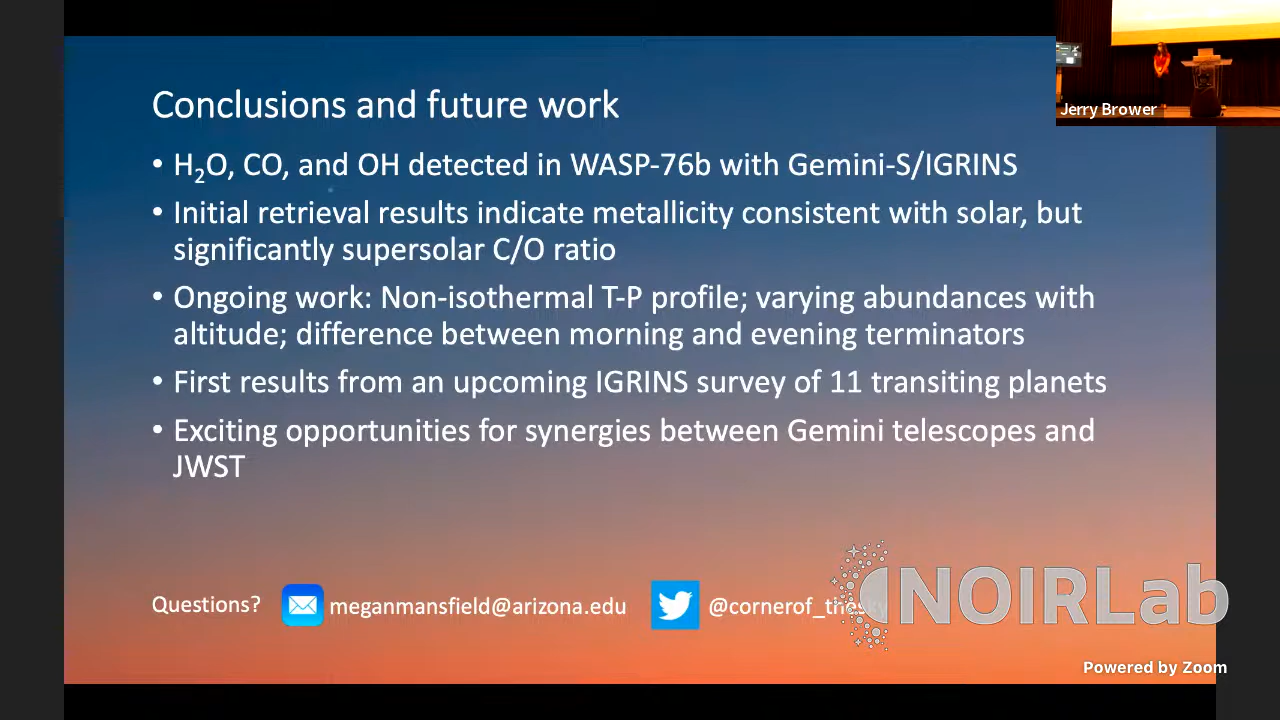 Conclusions and future work
Jerry Brower
• H₂O, CO, and OH detected in WASP-76b with Gemini-S/IGRINS
• Initial retrieval results indicate metallicity consistent with solar, but
significantly supersolar C/O ratio
• Ongoing work: Non-isothermal T-P profile; varying abundances with
altitude; difference between morning and evening terminators
• First results from an upcoming IGRINS survey of 11 transiting planets
• Exciting opportunities for synergies between Gemini telescopes and
JWST
Questions? meganmansfield@arizona.edu @cornerof_thesky
NOIRLab
Powered by Zoom